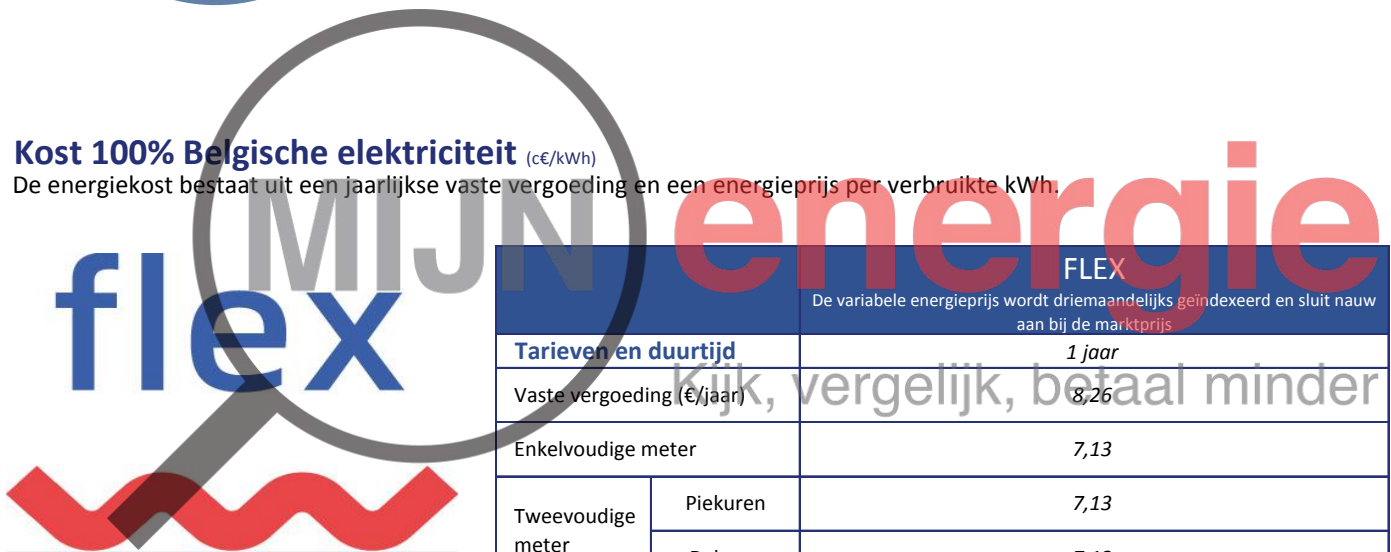 Kost 100% Belgische elektriciteit (c€/kWh)
De energiekost bestaat uit een jaarlijkse vaste vergoeding en een energieprijs per verbruikte kWh.
MIJN energie
flex
FLEX
De variabele energieprijs wordt driemaandelijks geïndexeerd en sluit nauw
aan bij de marktprijs
Tarieven en duurtijd 1 jaar
Kijk, vergelijk, betaal minder
Vaste vergoeding (€/jaar) 8,26
Enkelvoudige meter 7,13
Tweevoudige
meter
Piekuren 7,13